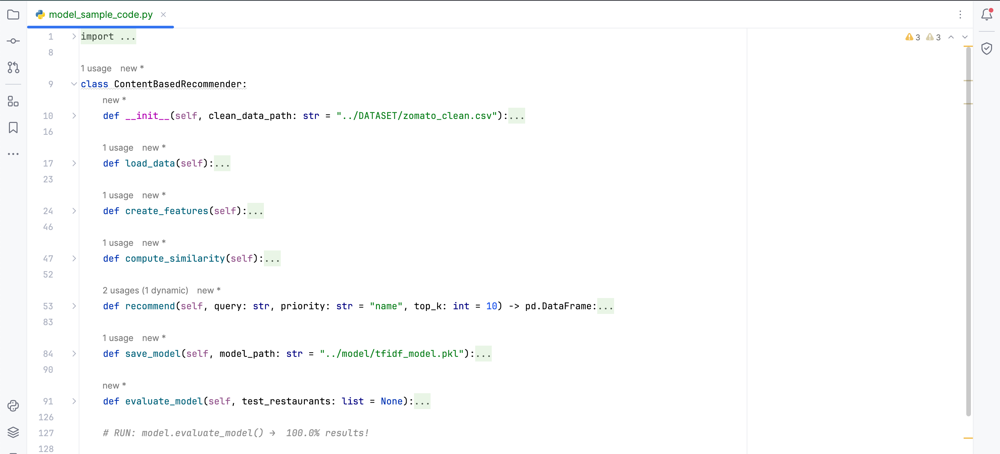 model_sample_code.py
3 3
1 import ...
8
1 usage new *
9 class ContentBasedRecommender:
new *
10 def __init__(self, clean_data_path: str = "../DATASET/zomato_clean.csv"):...
16
1 usage new *
17 def load_data(self):...
23
1 usage new *
24 def create_features(self):...
46
1 usage new *
47 def compute_similarity(self):...
52
2 usages (1 dynamic) new *
53 def recommend(self, query: str, priority: str = "name", top_k: int = 10) -> pd.DataFrame:...
83
1 usage new *
84 def save_model(self, model_path: str = "../model/tfidf_model.pkl"):...
90
new *
91 def evaluate_model(self, test_restaurants: list = None):...
126
127 # RUN: model.evaluate_model() → 100.0% results!
128